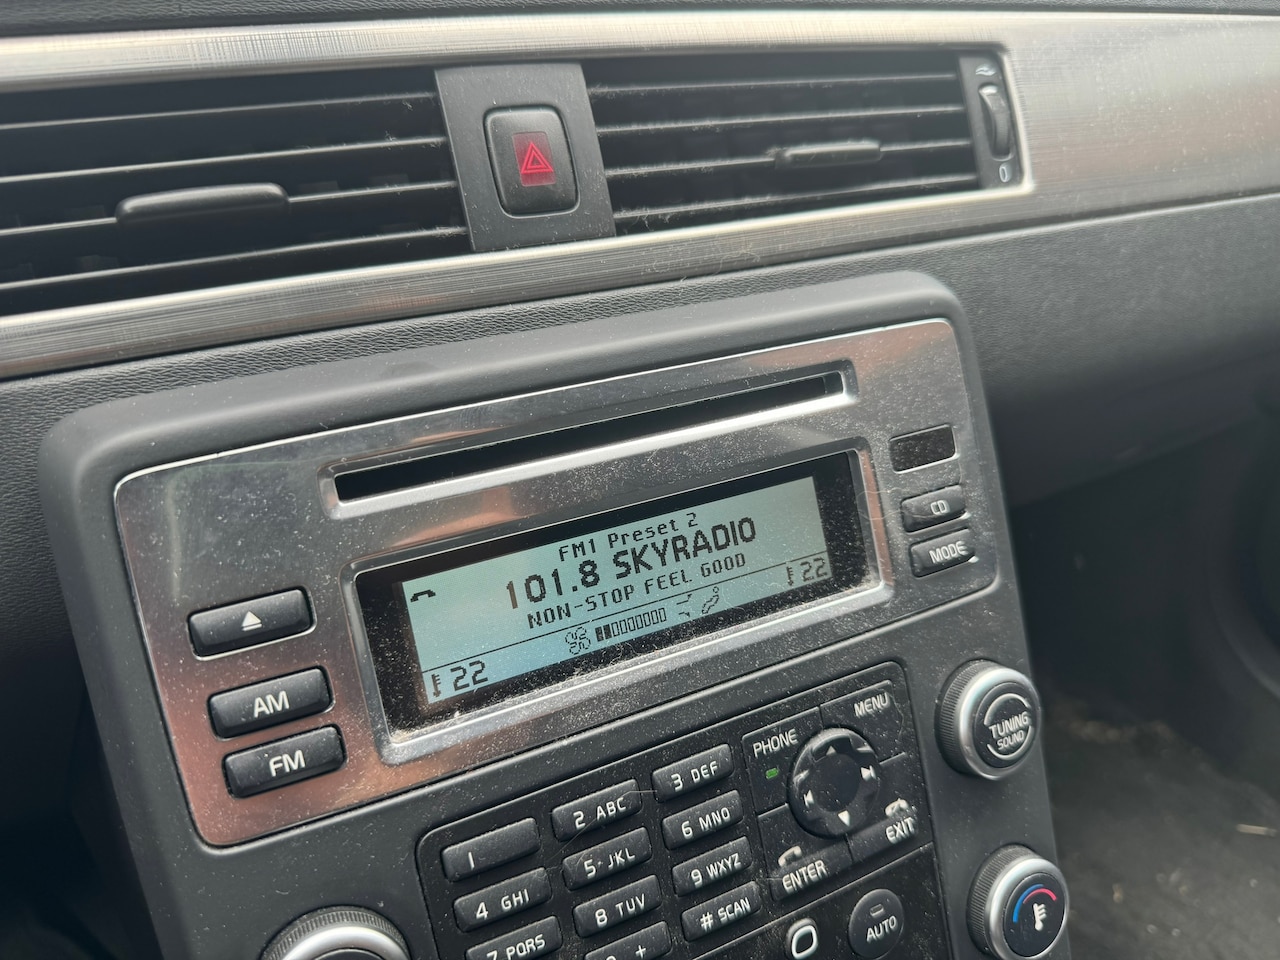 0
FM1 Preset 2
101.8 SKYRADIO
NON-STOP FEEL GOOD
22
22
MODE
AM
FM
MENU
PHONE
TUNING
SOUND
1
2 ABC
3 DEF
4 GHI
5 JKL
6 MNO
7 PQRS
8 TUV
9 WXYZ
+
# SCAN
ENTER
EXIT
AUTO